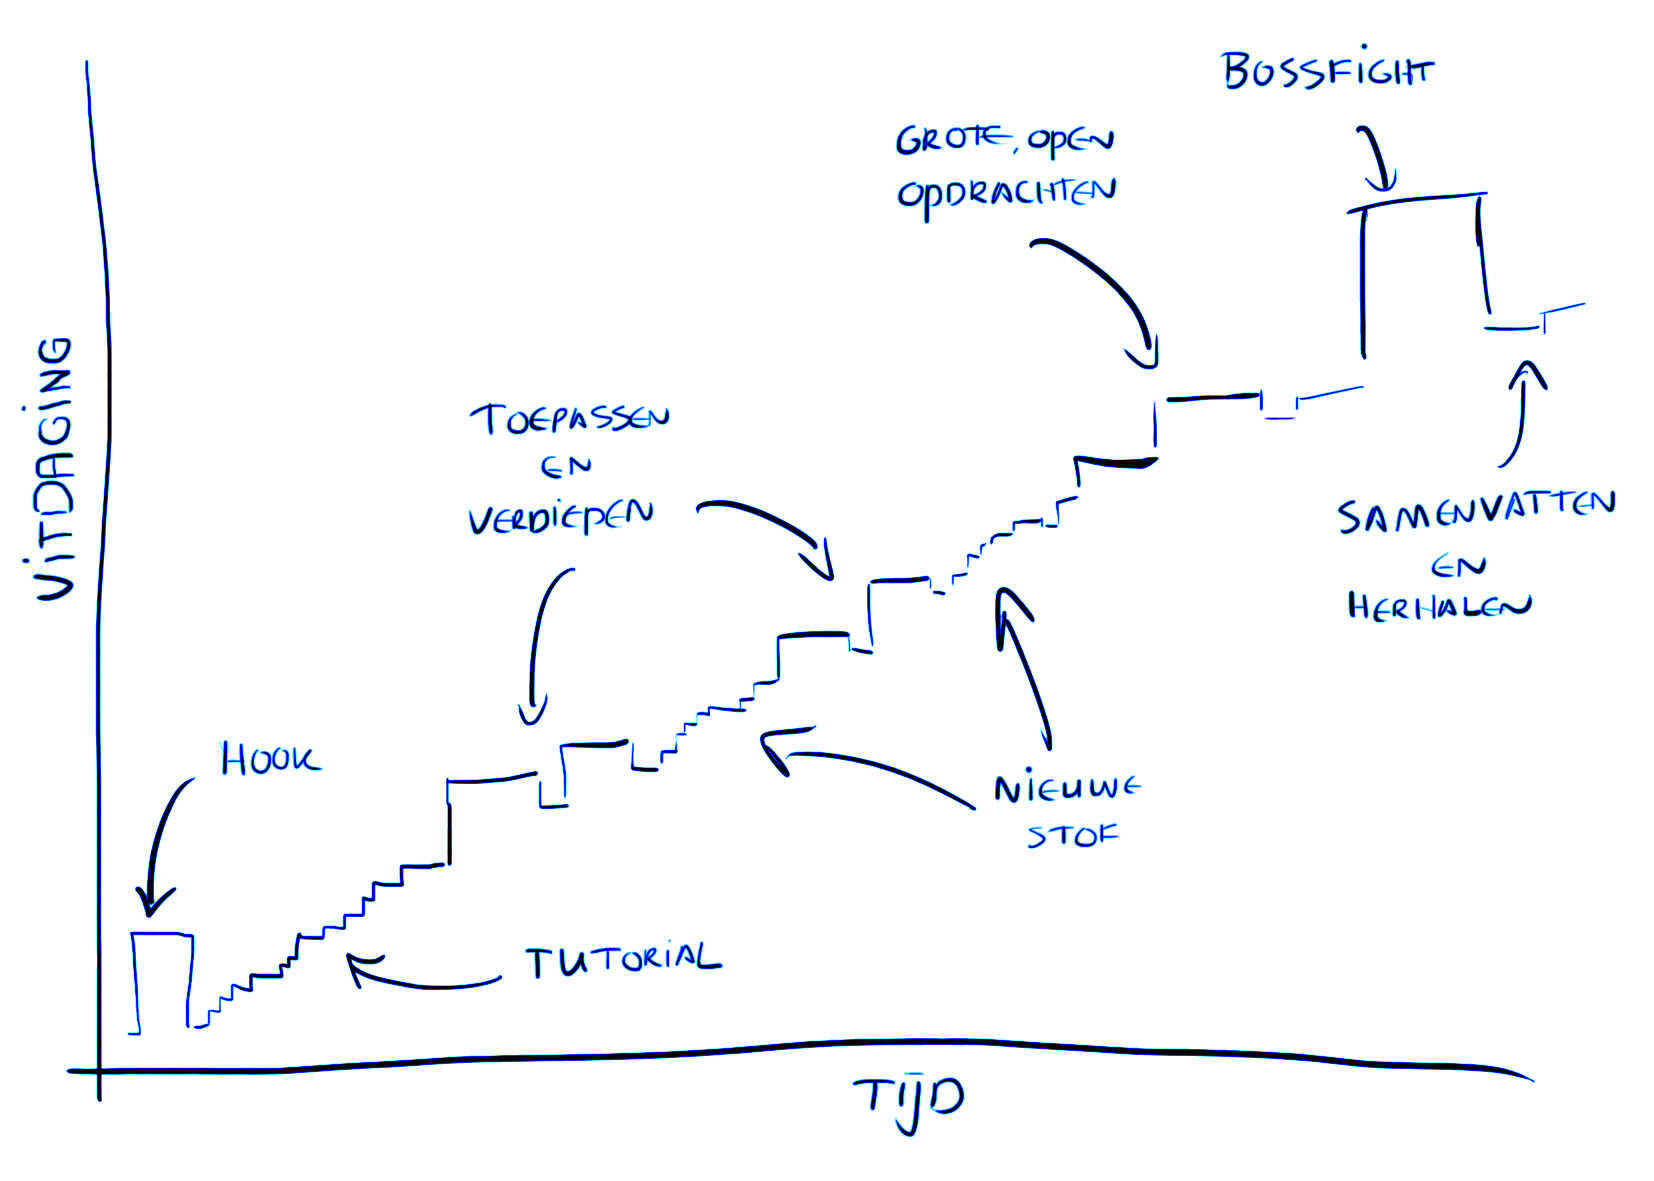 BOSSFIGHT
GROTE, OPEN
OPDRACHTEN
UITDAGING
TOEPASSEN
EN
VERDIEPEN
SAMENVATTEN
EN
HERHALEN
HOOK
NIEUWE
STOF
TUTORIAL
TIJD